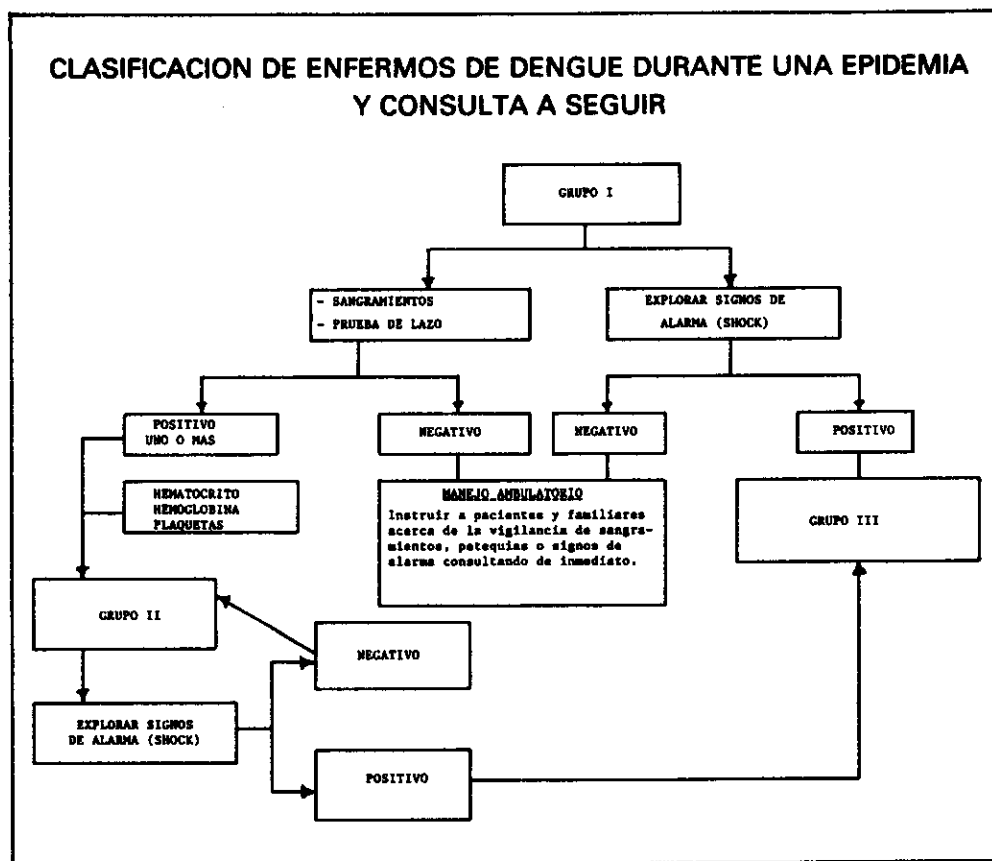 CLASIFICACION DE ENFERMOS DE DENGUE DURANTE UNA EPIDEMIA
Y CONSULTA A SEGUIR
GRUPO I
- SANGRAMIENTOS
- PRUEBA DE LAZO
EXPLORAR SIGNOS DE
ALARMA (SHOCK)
POSITIVO
UNO O MAS
NEGATIVO
NEGATIVO
POSITIVO
HEMATOCRITO
HEMOGLOBINA
PLAQUETAS
MANEJO AMBULATORIO
Instruir a pacientes y familiares
acerca de la vigilancia de sangra-
mientos, petequias o signos de
alarma consultando de inmediato.
GRUPO III
GRUPO II
NEGATIVO
EXPLORAR SIGNOS
DE ALARMA (SHOCK)
POSITIVO